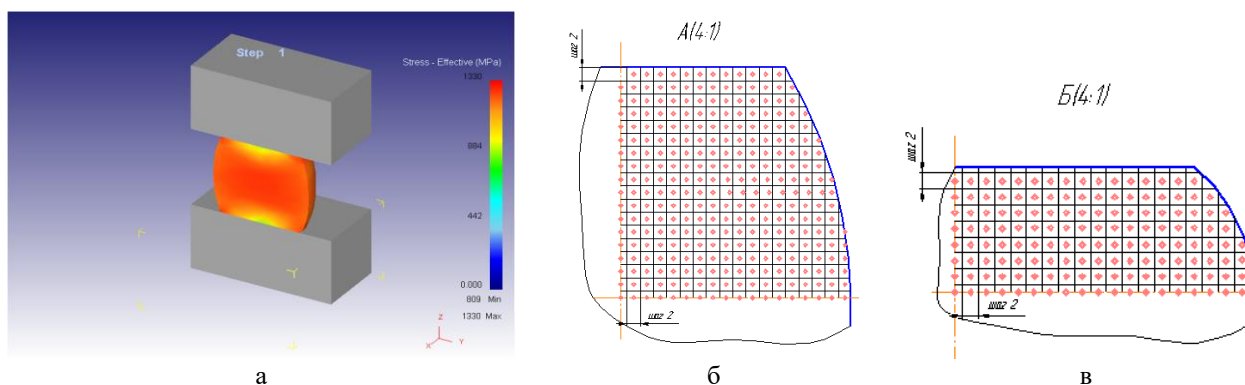 Step 1
Stress - Effective (MPa)
1330
884
442
0.000
809 Min
1330 Max
Z
X
Y
А(4:1)
шаг 2
шаг 2
Б(4:1)
шаг 2
шаг 2
а
б
в